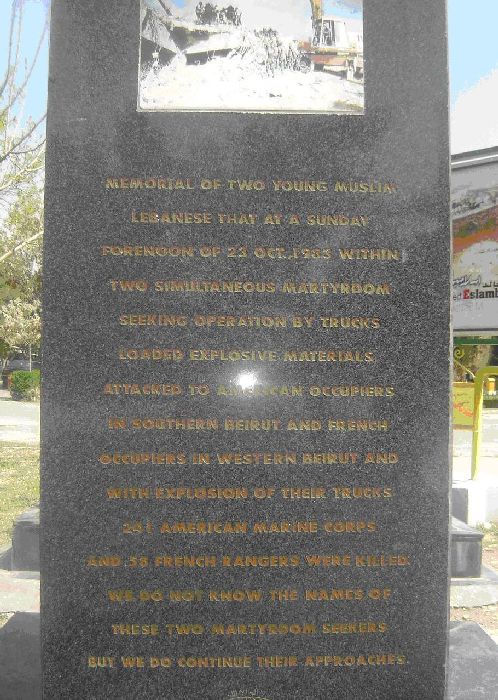 MEMORIAL OF TWO YOUNG MUSLIM
LEBANESE THAT AT A SUNDAY
FORENOON OF 23 OCT.,1983 WITHIN
TWO SIMULTANEOUS MARTYRDOM
SEEKING OPERATION BY TRUCKS
LOADED EXPLOSIVE MATERIALS
ATTACKED TO AMERICAN OCCUPIERS
IN SOUTHERN BEIRUT AND FRENCH
OCCUPIERS IN WESTERN BEIRUT AND
WITH EXPLOSION OF THEIR TRUCKS
241 AMERICAN MARINE CORPS
AND 58 FRENCH RANGERS WERE KILLED.
WE DO NOT KNOW THE NAMES OF
THESE TWO MARTYRDOM SEEKERS
BUT WE DO CONTINUE THEIR APPROACHES.
Eslamb